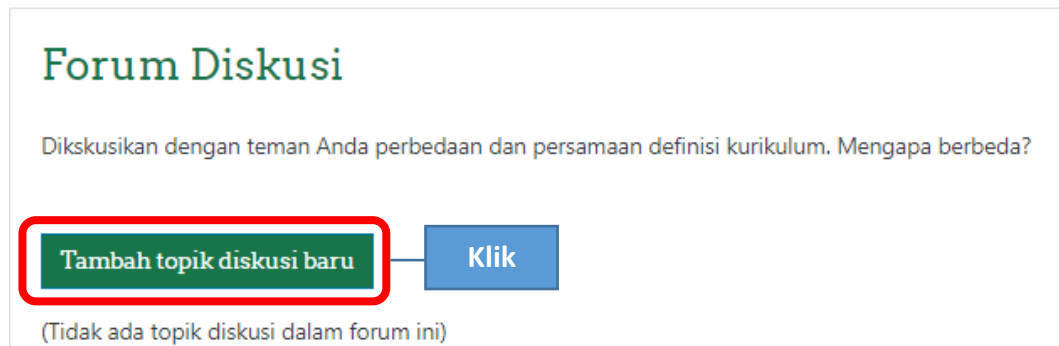 Forum Diskusi
Dikskusikan dengan teman Anda perbedaan dan persamaan definisi kurikulum. Mengapa berbeda?
Tambah topik diskusi baru
Klik
(Tidak ada topik diskusi dalam forum ini)